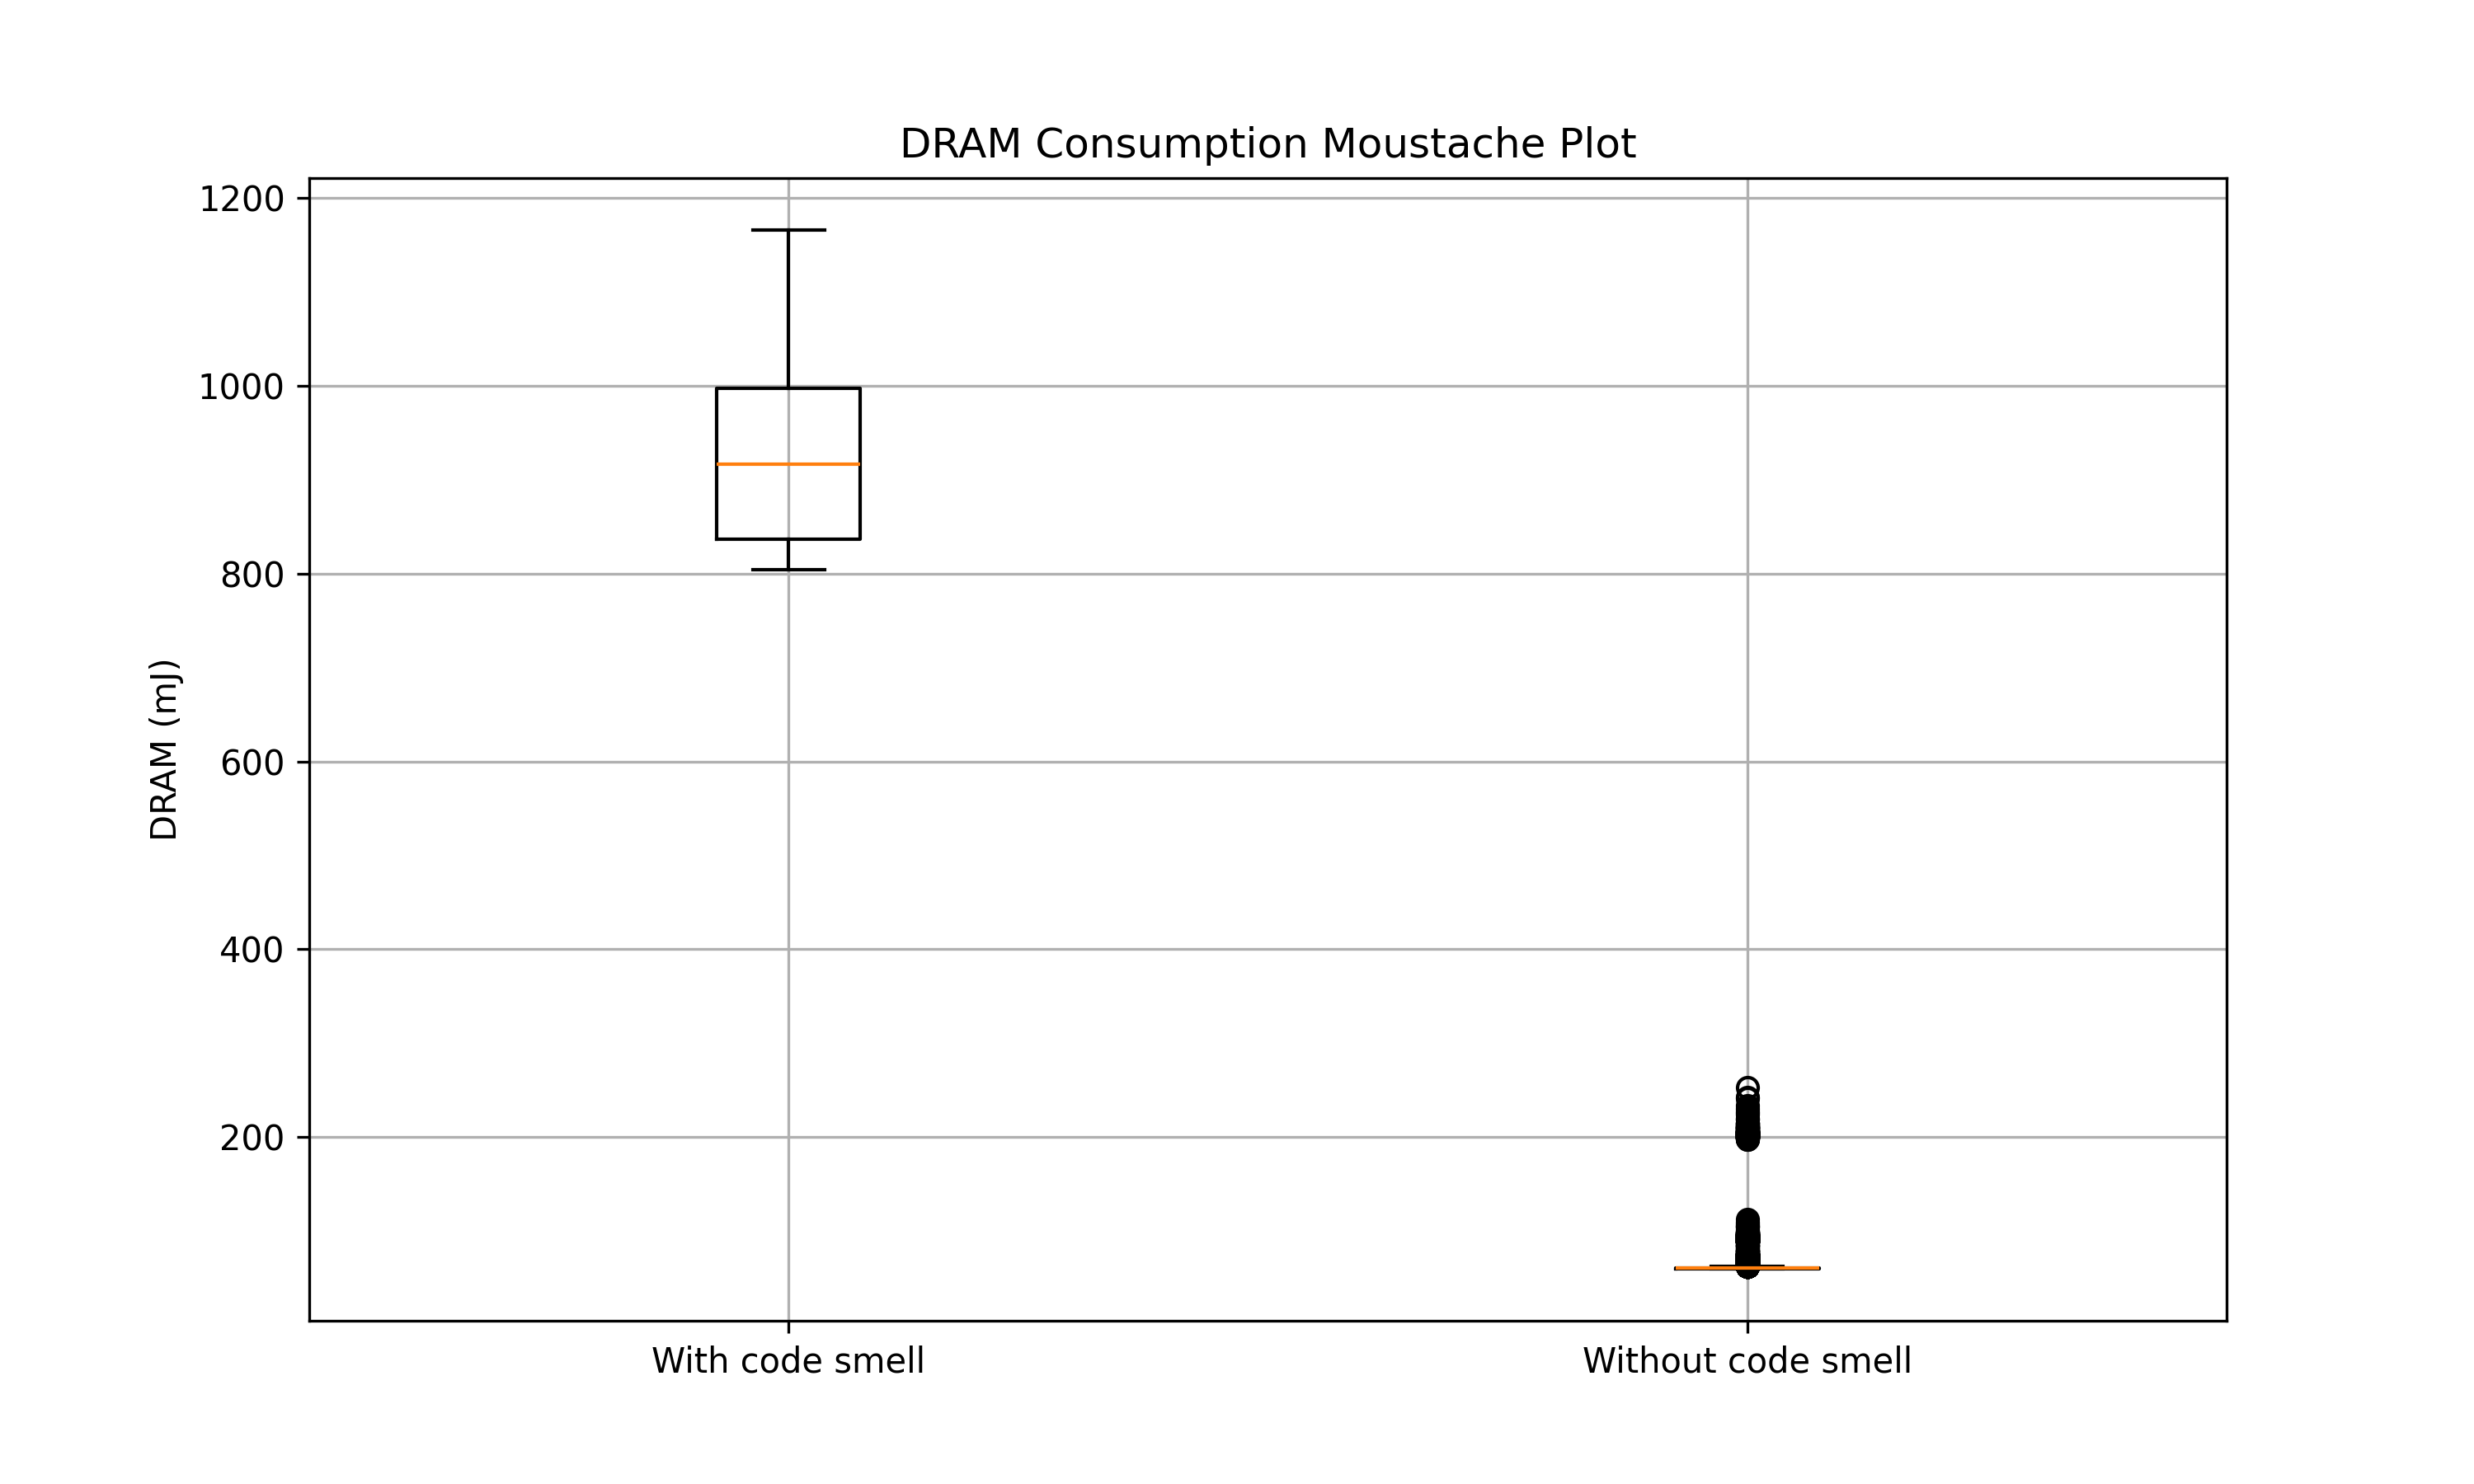 DRAM Consumption Moustache Plot
1200
1000
800
600
400
200
DRAM (mJ)
With code smell
Without code smell